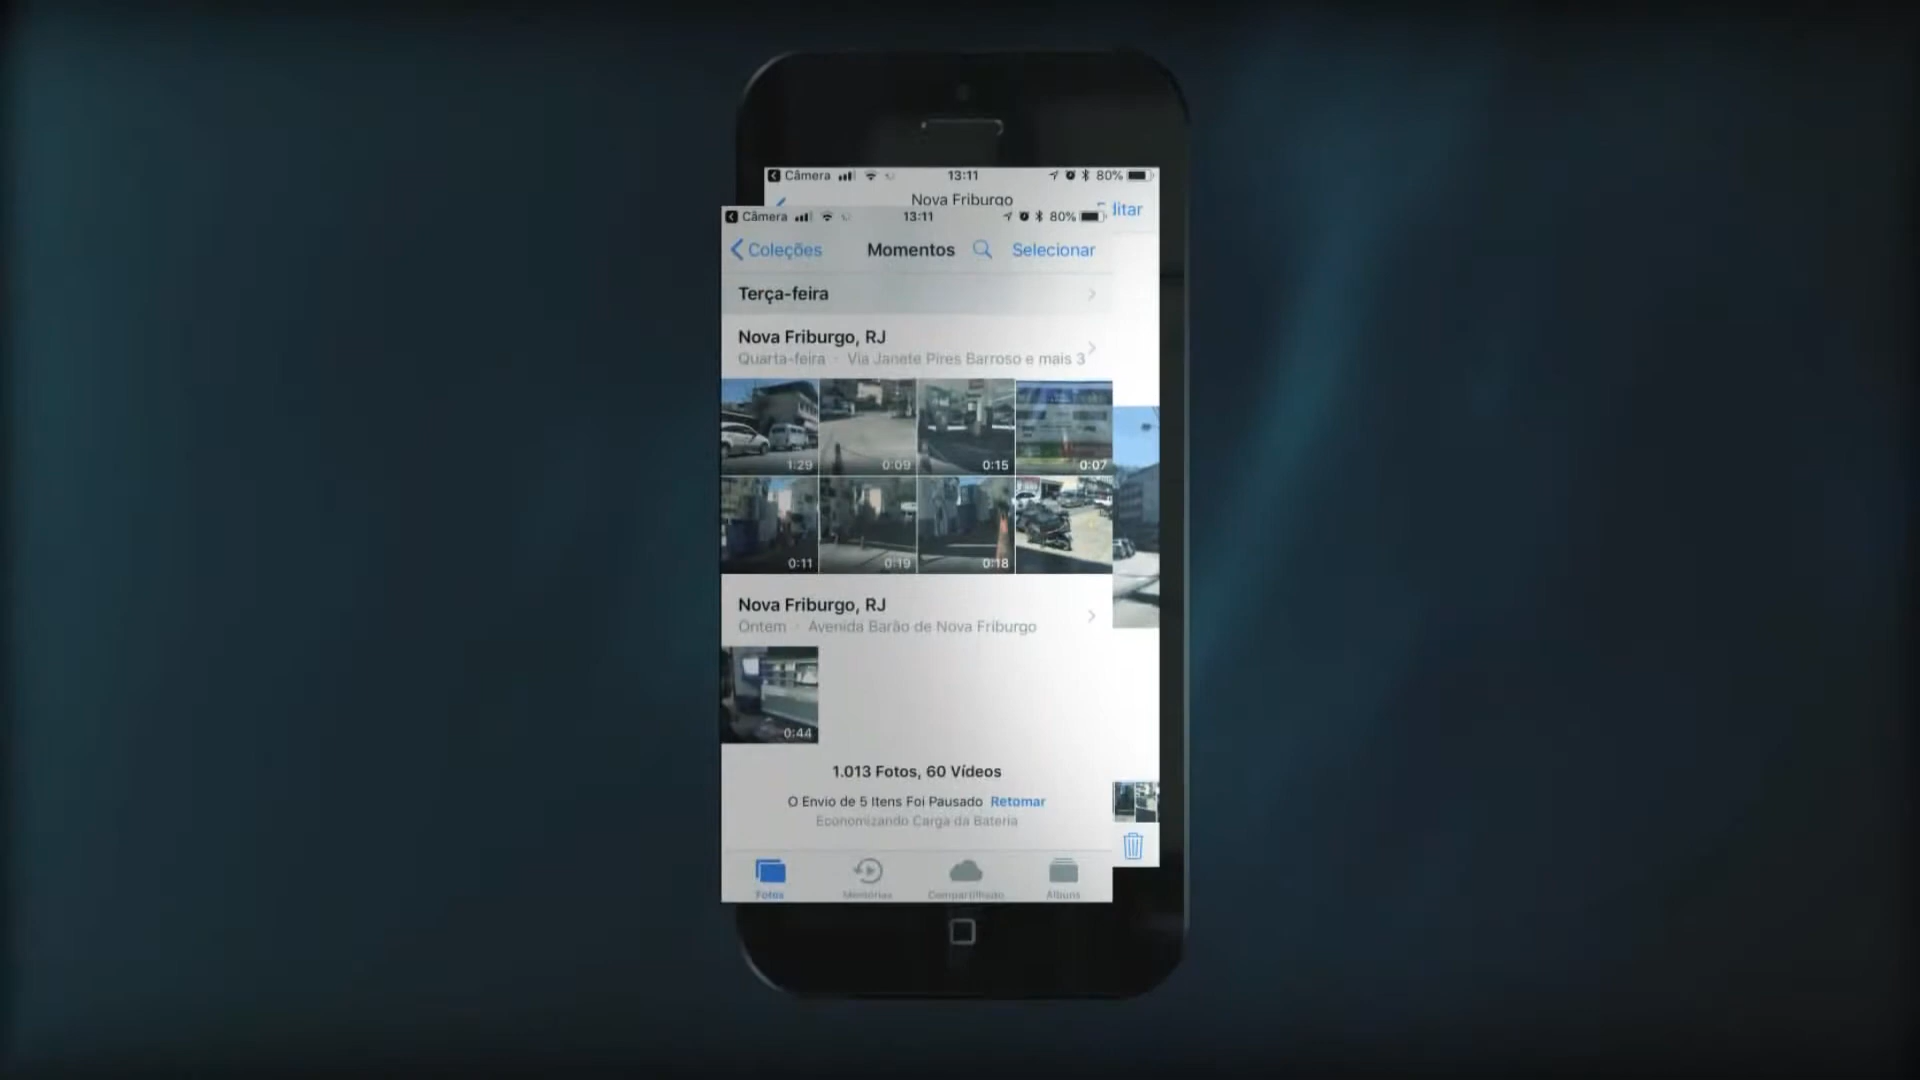 Câmera 13:11 80%
Nova Friburgo
ditar
Câmera 13:11 80%
Coleções Momentos Selecionar
Terça-feira
Nova Friburgo, RJ
Quarta-feira · Via Janete Pires Barroso e mais 3
1:29 0:09 0:15 0:07
0:11 0:19 0:18
Nova Friburgo, RJ
Ontem · Avenida Barão de Nova Friburgo
0:44
1.013 Fotos, 60 Vídeos
O Envio de 5 Itens Foi Pausado Retomar
Economizando Carga da Bateria
Fotos Memórias Compartilhado Álbuns